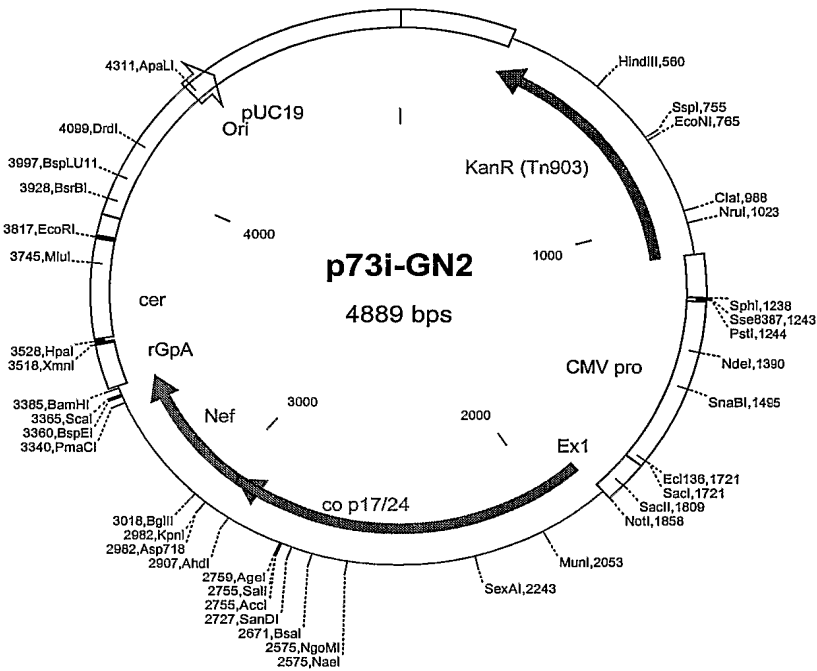 4311,ApaLI
HindIII,560
SspI,755
EcoNI,765
pUC19
Ori
4099,DrdI
KanR (Tn903)
3997,BspLU11
3928,BsrBI
ClaI,988
NruI,1023
3817,EcoRI
4000
1000
3745,MluI
p73i-GN2
4889 bps
cer
SphI,1238
Sse8387,1243
PstI,1244
3528,HpaI
3518,XmnI
rGpA
CMV pro
NdeI,1390
SnaBI,1495
3385,BamHI
3365,ScaI
3360,BspEI
3340,PmaCI
Nef
3000
2000
Ex1
Ecl136,1721
SacI,1721
SacII,1809
NotI,1858
co p17/24
3018,BglII
2982,KpnI
2982,Asp718
2907,AhdI
MunI,2053
SexAI,2243
2759,AgeI
2755,SalI
2755,AccI
2727,SanDI
2671,BsaI
2575,NgoMI
2575,NaeI